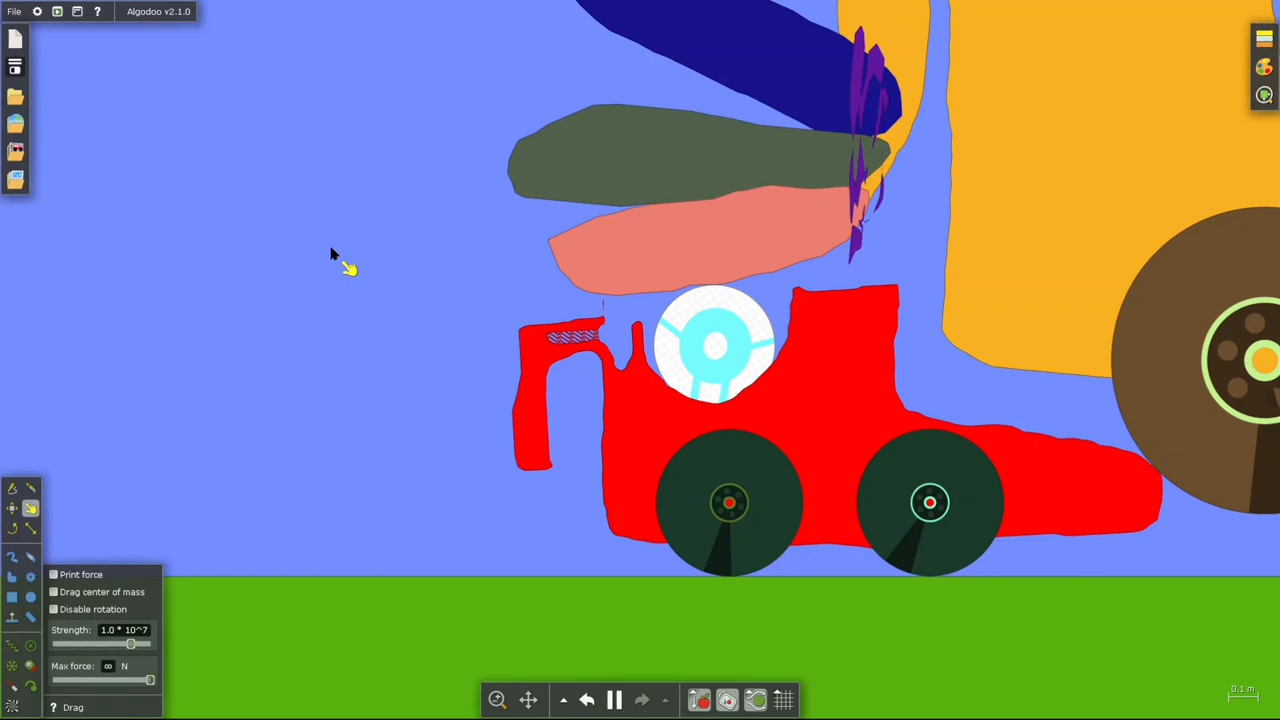 File
Algodoo v2.1.0
Print force
Drag center of mass
Disable rotation
Strength: 1.0 * 10^7
Max force: ∞ N
? Drag
0.1 m